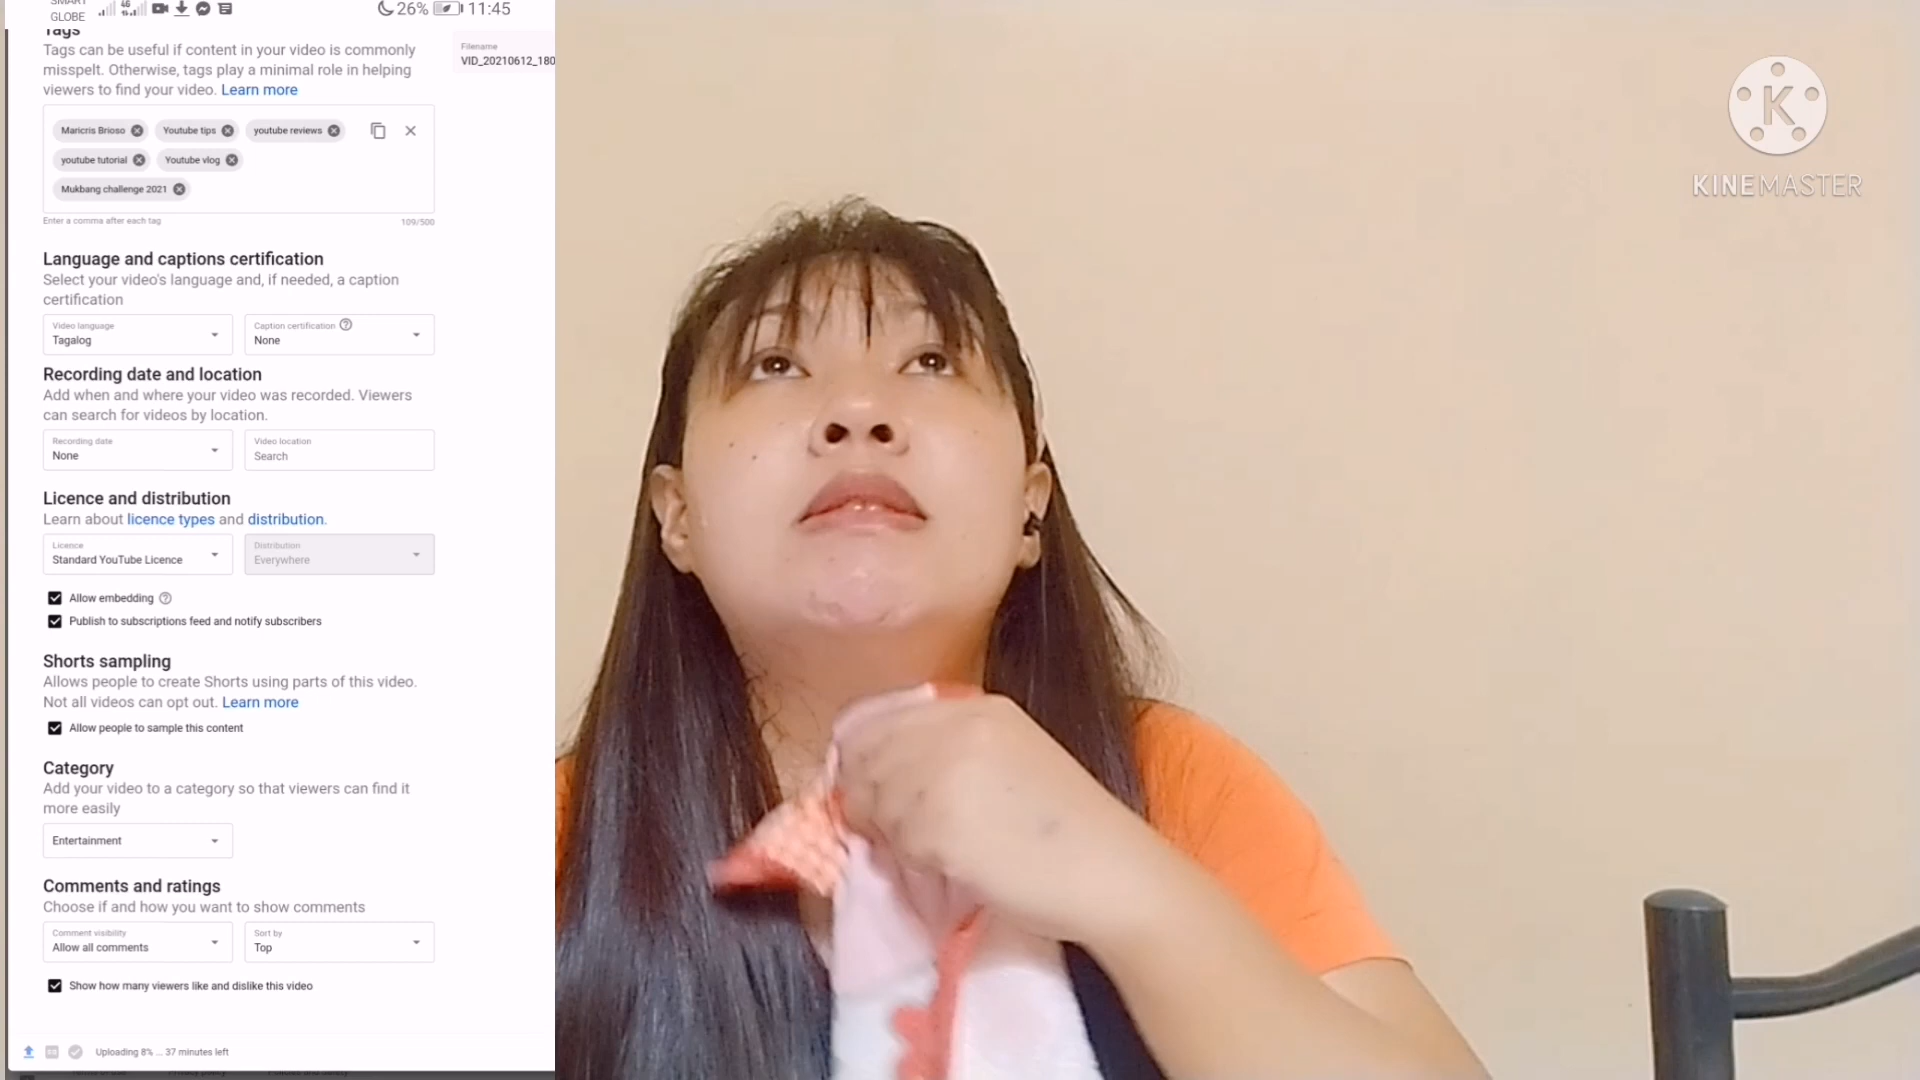 SMART
GLOBE
4G
26%
11:45
Tags
Tags can be useful if content in your video is commonly
misspelt. Otherwise, tags play a minimal role in helping
viewers to find your video. Learn more
Maricris Brioso
Youtube tips
youtube reviews
youtube tutorial
Youtube vlog
Mukbang challenge 2021
Enter a comma after each tag
109/500
Language and captions certification
Select your video's language and, if needed, a caption
certification
Video language
Tagalog
Caption certification
None
Recording date and location
Add when and where your video was recorded. Viewers
can search for videos by location.
Recording date
None
Video location
Search
Licence and distribution
Learn about licence types and distribution.
Licence
Standard YouTube Licence
Distribution
Everywhere
Allow embedding
Publish to subscriptions feed and notify subscribers
Shorts sampling
Allows people to create Shorts using parts of this video.
Not all videos can opt out. Learn more
Allow people to sample this content
Category
Add your video to a category so that viewers can find it
more easily
Entertainment
Comments and ratings
Choose if and how you want to show comments
Comment visibility
Allow all comments
Sort by
Top
Show how many viewers like and dislike this video
Uploading 8% ... 37 minutes left
Filename
VID_20210612_180
K
KINEMASTER